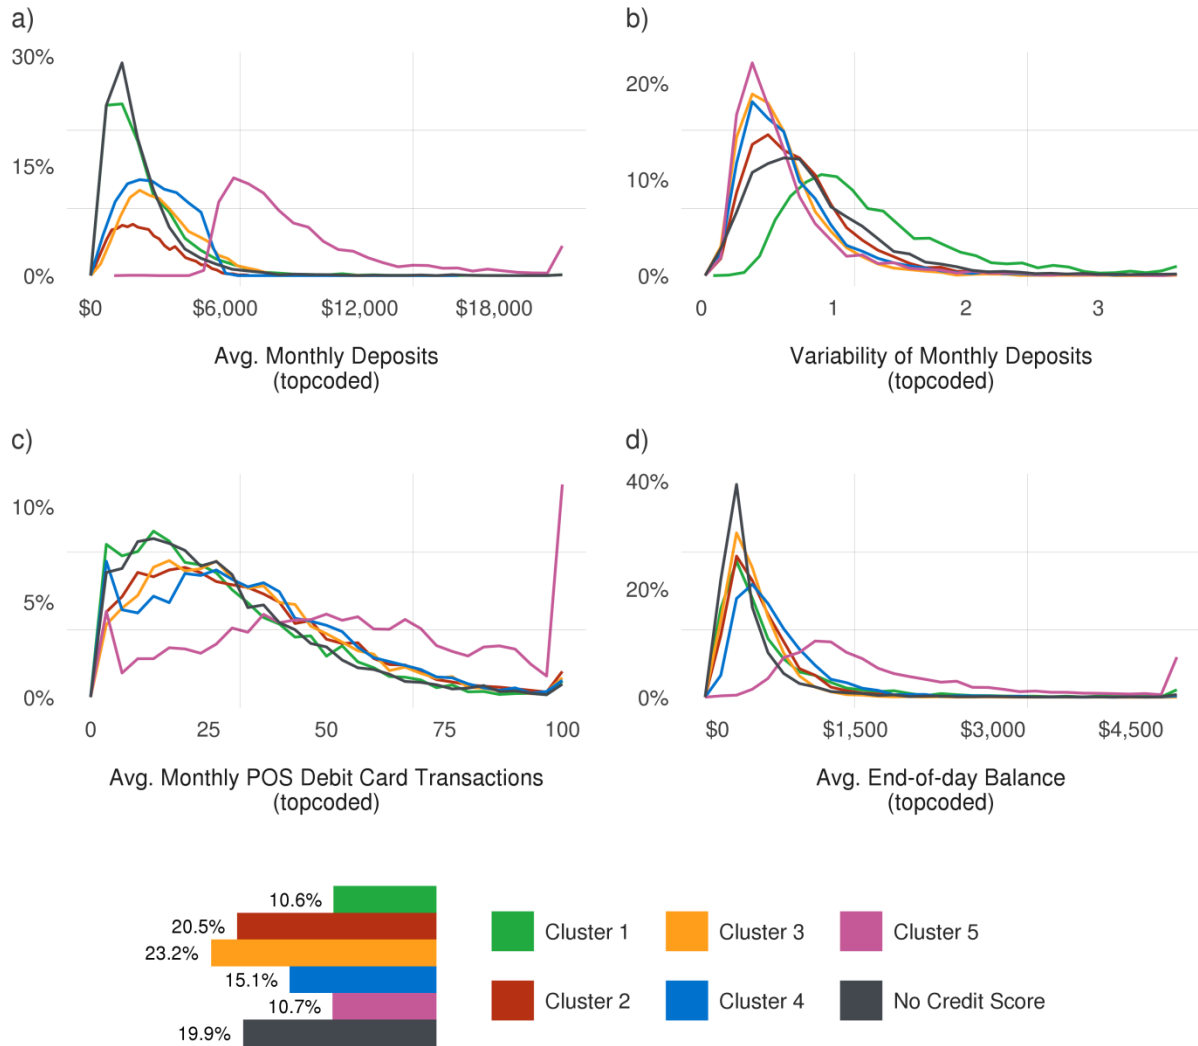 a)
30%
15%
0%
$0 $6,000 $12,000 $18,000
Avg. Monthly Deposits
(topcoded)
b)
20%
10%
0%
0 1 2 3
Variability of Monthly Deposits
(topcoded)
c)
10%
5%
0%
0 25 50 75 100
Avg. Monthly POS Debit Card Transactions
(topcoded)
d)
40%
20%
0%
$0 $1,500 $3,000 $4,500
Avg. End-of-day Balance
(topcoded)
10.6%
20.5%
23.2%
15.1%
10.7%
19.9%
Cluster 1 Cluster 3 Cluster 5
Cluster 2 Cluster 4 No Credit Score